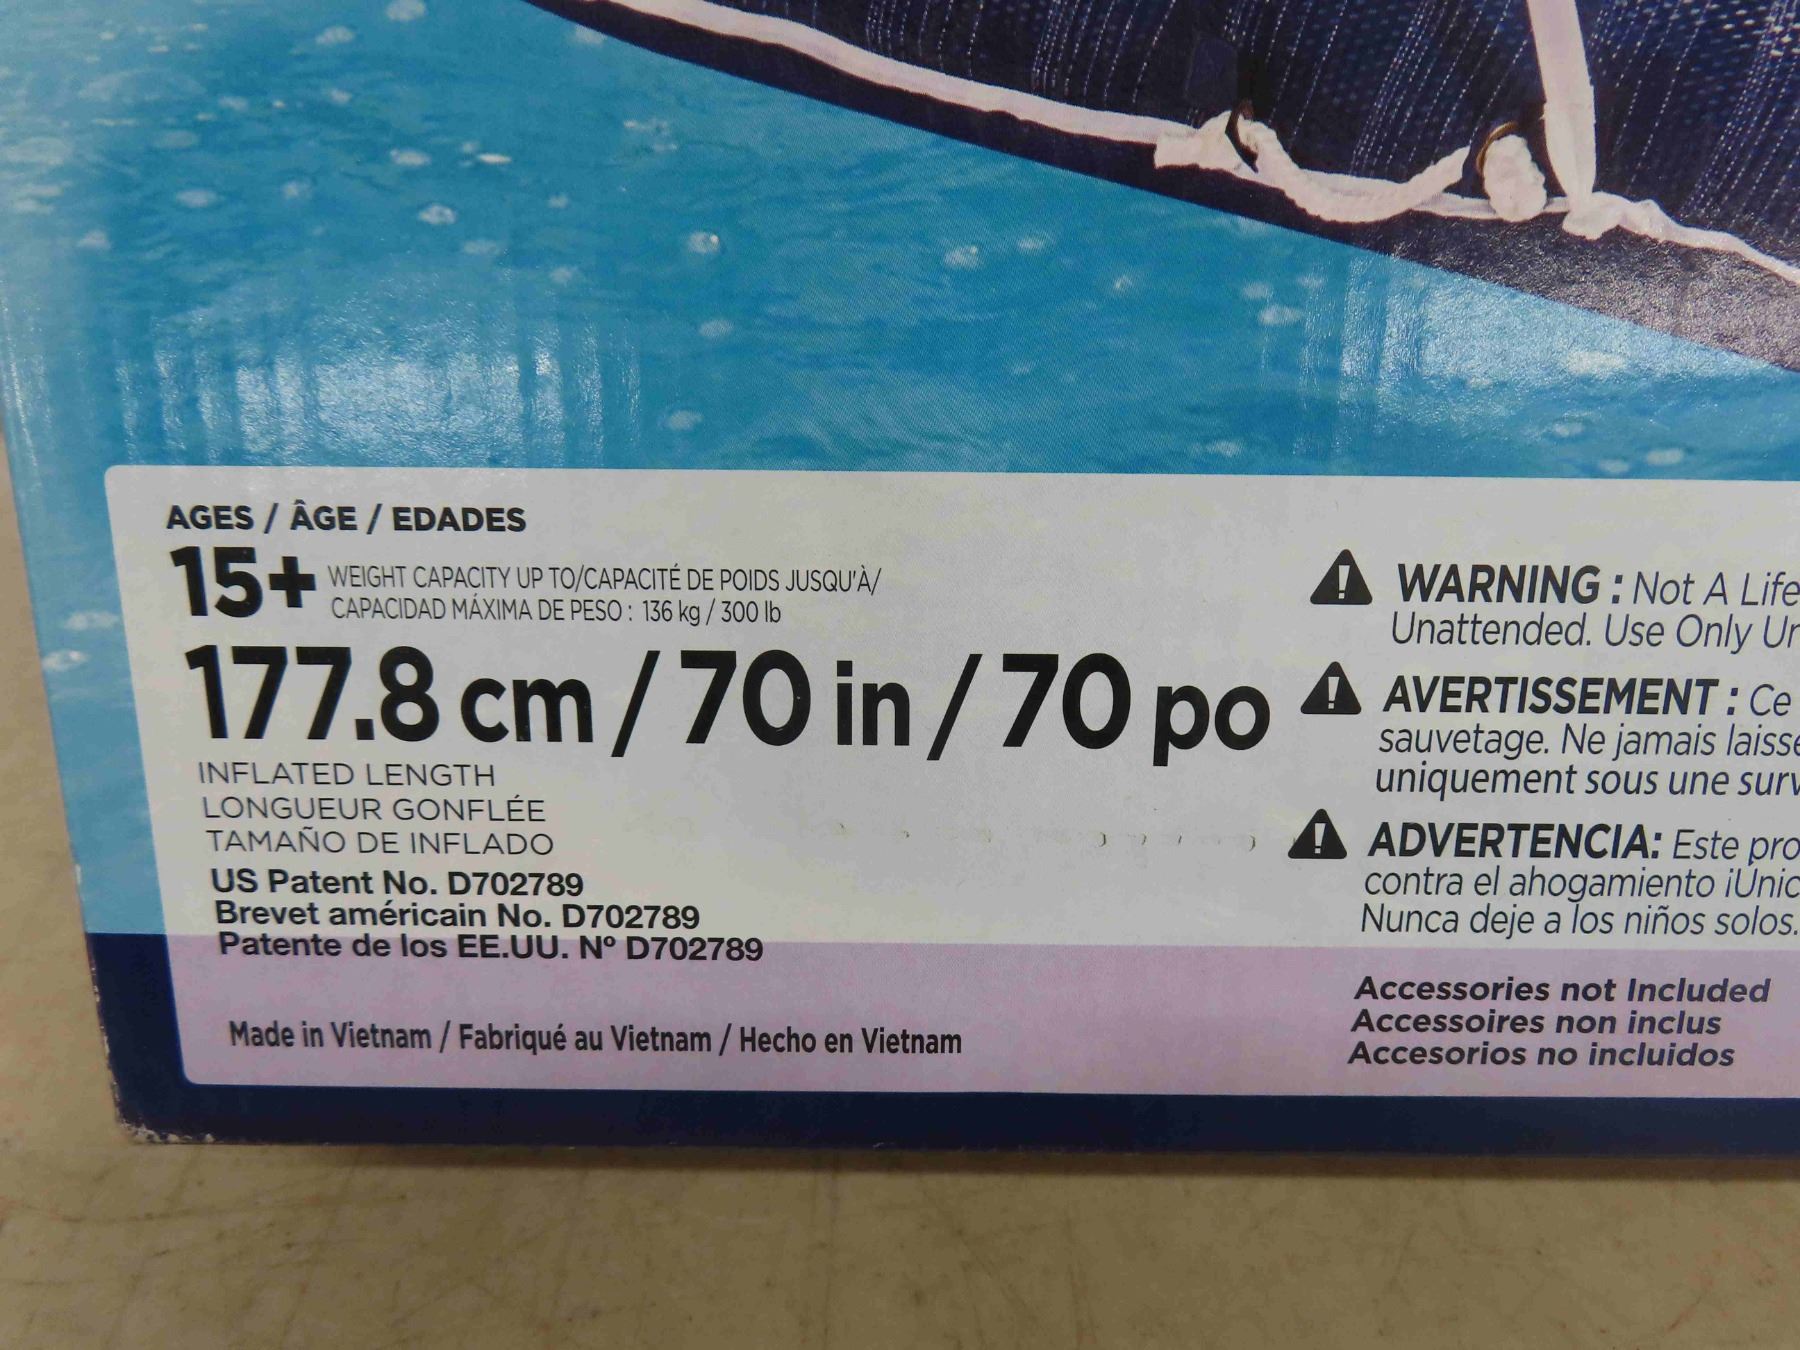 AGES / ÂGE / EDADES
15+
WEIGHT CAPACITY UP TO/CAPACITÉ DE POIDS JUSQU'À/
CAPACIDAD MÁXIMA DE PESO : 136 kg / 300 lb
177.8 cm / 70 in / 70 po
INFLATED LENGTH
LONGUEUR GONFLÉE
TAMAÑO DE INFLADO
US Patent No. D702789
Brevet américain No. D702789
Patente de los EE.UU. Nº D702789
Made in Vietnam / Fabriqué au Vietnam / Hecho en Vietnam
WARNING : Not A Life
Unattended. Use Only
AVERTISSEMENT : Ce
sauvetage. Ne jamais
uniquement sous une
ADVERTENCIA: Este
contra el ahogamiento
Nunca deje a los niños solos.
Accessories not Included
Accessoires non inclus
Accesorios no incluidos